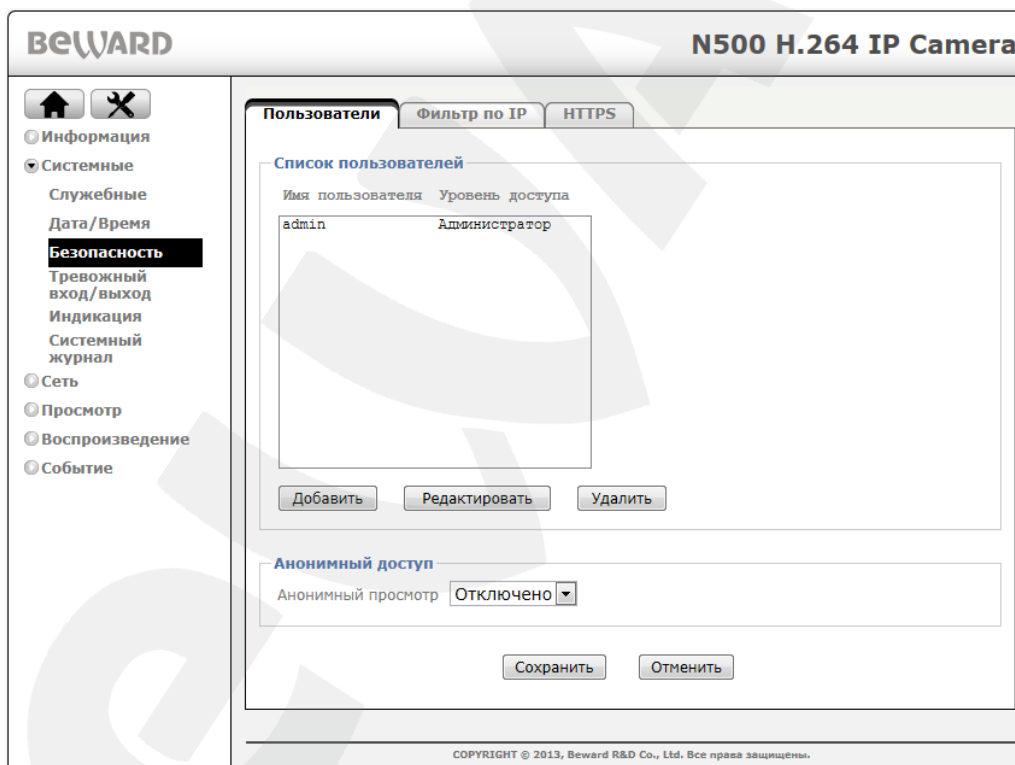 BEWARD
N500 H.264 IP Camera
Информация
Системные
Служебные
Дата/Время
Безопасность
Тревожный
вход/выход
Индикация
Системный
журнал
Сеть
Просмотр
Воспроизведение
Событие
Пользователи
Фильтр по IP
HTTPS
Список пользователей
Имя пользователя Уровень доступа
admin Администратор
Добавить
Редактировать
Удалить
Анонимный доступ
Анонимный просмотр Отключено
Сохранить
Отменить
COPYRIGHT © 2013, Beward R&D Co., Ltd. Все права защищены.